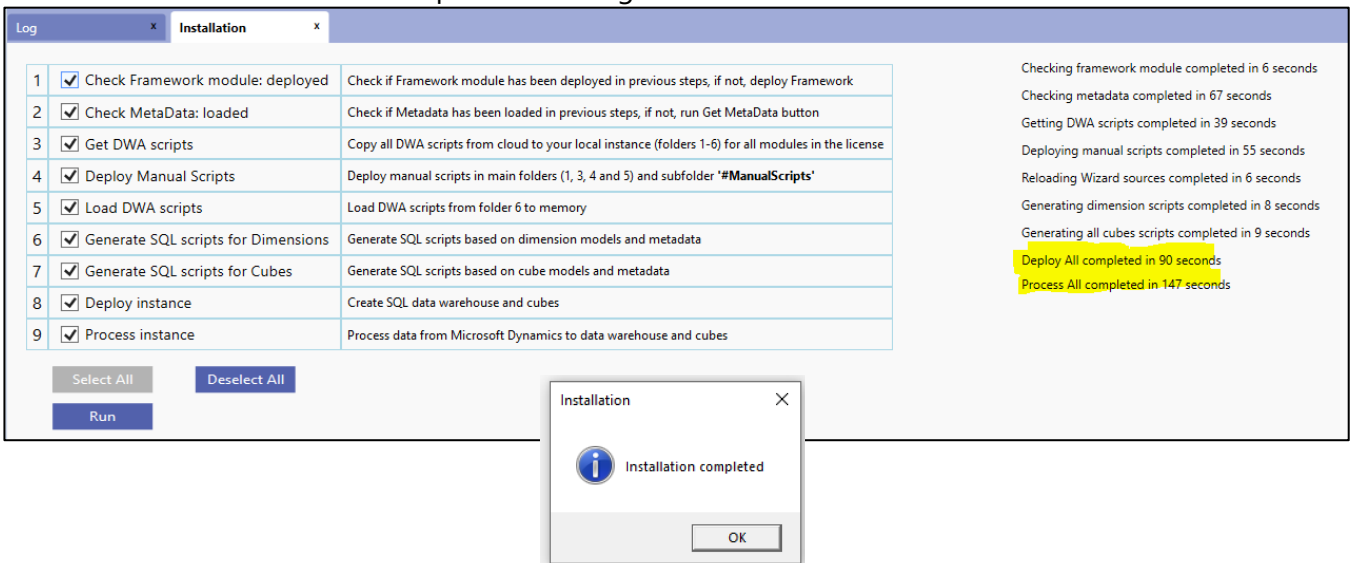 Log x Installation x
1 Check Framework module: deployed Check if Framework module has been deployed in previous steps, if not, deploy Framework
2 Check MetaData: loaded Check if Metadata has been loaded in previous steps, if not, run Get MetaData button
3 Get DWA scripts Copy all DWA scripts from cloud to your local instance (folders 1-6) for all modules in the license
4 Deploy Manual Scripts Deploy manual scripts in main folders (1, 3, 4 and 5) and subfolder '#ManualScripts'
5 Load DWA scripts Load DWA scripts from folder 6 to memory
6 Generate SQL scripts for Dimensions Generate SQL scripts based on dimension models and metadata
7 Generate SQL scripts for Cubes Generate SQL scripts based on cube models and metadata
8 Deploy instance Create SQL data warehouse and cubes
9 Process instance Process data from Microsoft Dynamics to data warehouse and cubes
Select All Deselect All
Run
Checking framework module completed in 6 seconds
Checking metadata completed in 67 seconds
Getting DWA scripts completed in 39 seconds
Deploying manual scripts completed in 55 seconds
Reloading Wizard sources completed in 6 seconds
Generating dimension scripts completed in 8 seconds
Generating all cubes scripts completed in 9 seconds
Deploy All completed in 90 seconds
Process All completed in 147 seconds
Installation
Installation completed
OK